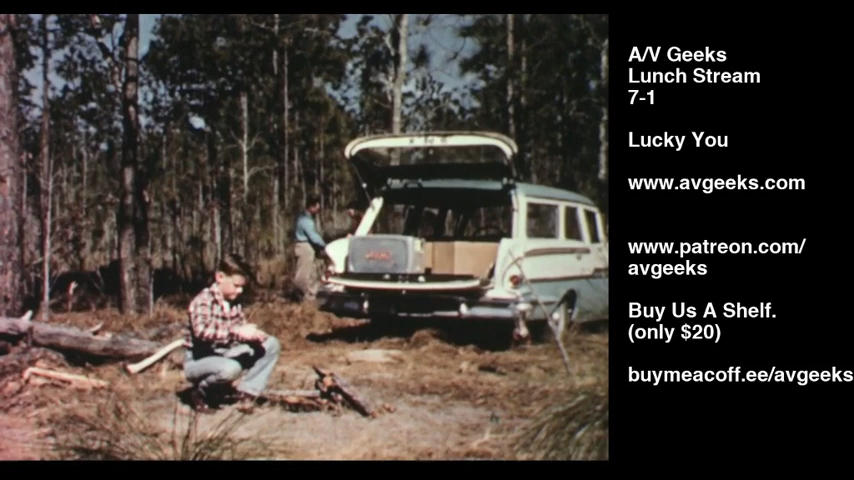 A/V Geeks
Lunch Stream
7-1
Lucky You
www.avgeeks.com
www.patreon.com/
avgeeks
Buy Us A Shelf.
(only $20)
buymeacoff.ee/avgeeks